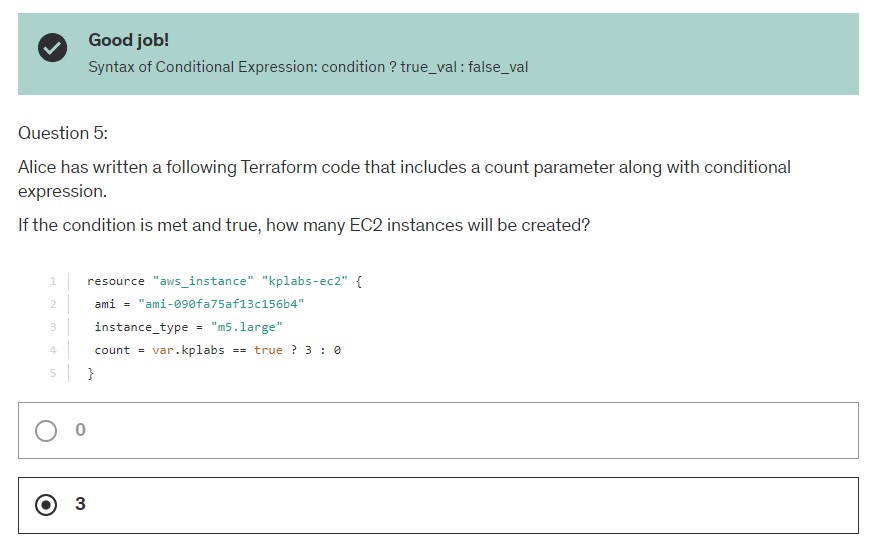 Good job!
Syntax of Conditional Expression: condition ? true_val : false_val
Question 5:
Alice has written a following Terraform code that includes a count parameter along with conditional
expression.
If the condition is met and true, how many EC2 instances will be created?
1 resource "aws_instance" "kplabs-ec2" {
2 ami = "ami-090fa75af13c156b4"
3 instance_type = "m5.large"
4 count = var.kplabs == true ? 3 : 0
5 }
0
3